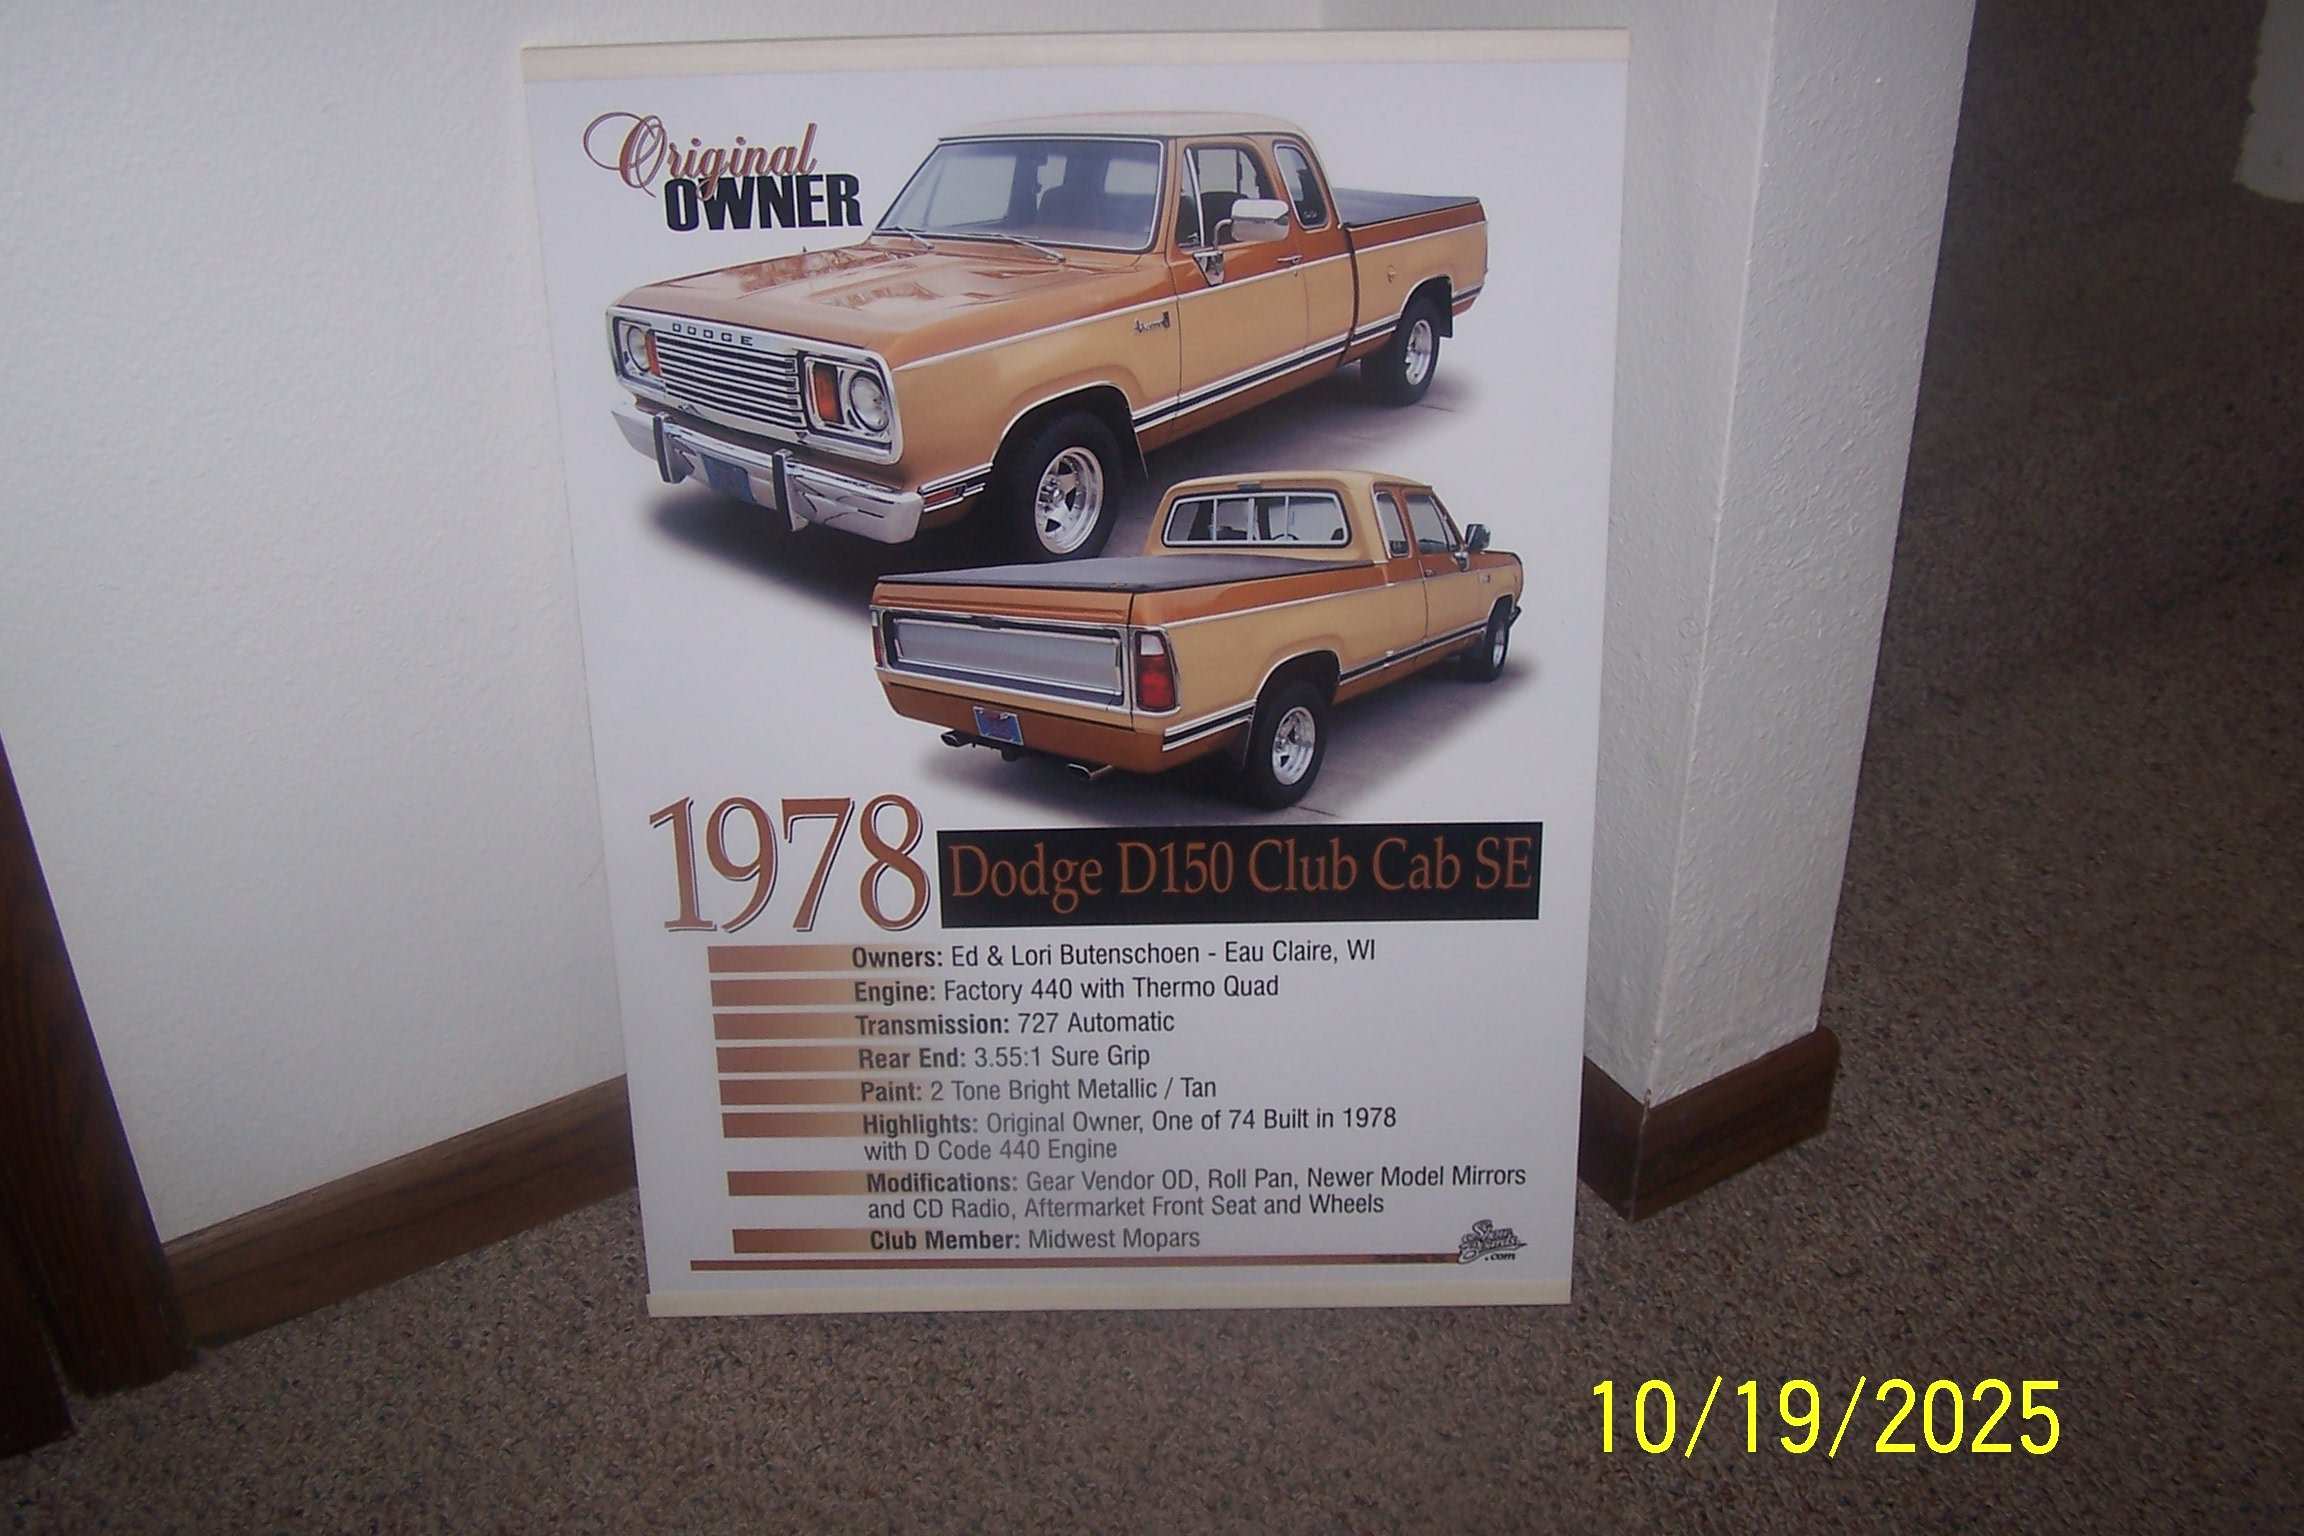 Original
OWNER
DODGE
1978
Dodge D150 Club Cab SE
Owners: Ed & Lori Butenschoen - Eau Claire, WI
Engine: Factory 440 with Thermo Quad
Transmission: 727 Automatic
Rear End: 3.55:1 Sure Grip
Paint: 2 Tone Bright Metallic / Tan
Highlights: Original Owner, One of 74 Built in 1978
with D Code 440 Engine
Modifications: Gear Vendor OD, Roll Pan, Newer Model Mirrors
and CD Radio, Aftermarket Front Seat and Wheels
Club Member: Midwest Mopars
.com
10/19/2025